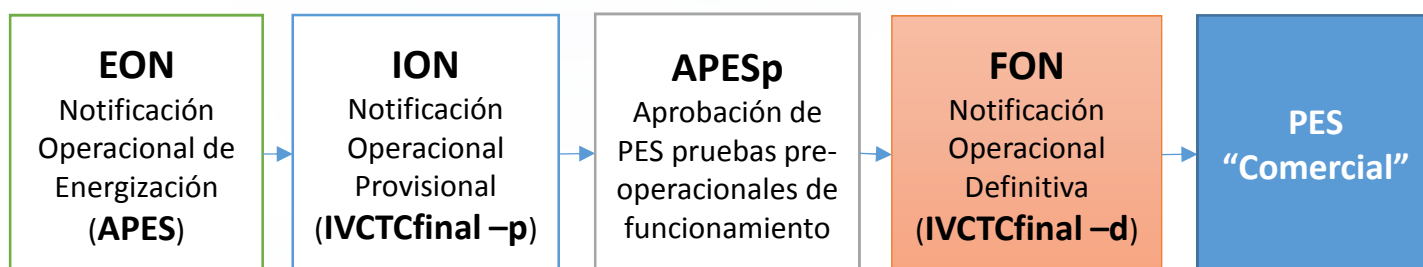 EON
Notificación
Operacional de
Energización
(APES)
ION
Notificación
Operacional
Provisional
(IVCTCfinal –p)
APESp
Aprobación de
PES pruebas pre-
operacionales de
funcionamiento
FON
Notificación
Operacional
Definitiva
(IVCTCfinal –d)
PES
“Comercial”